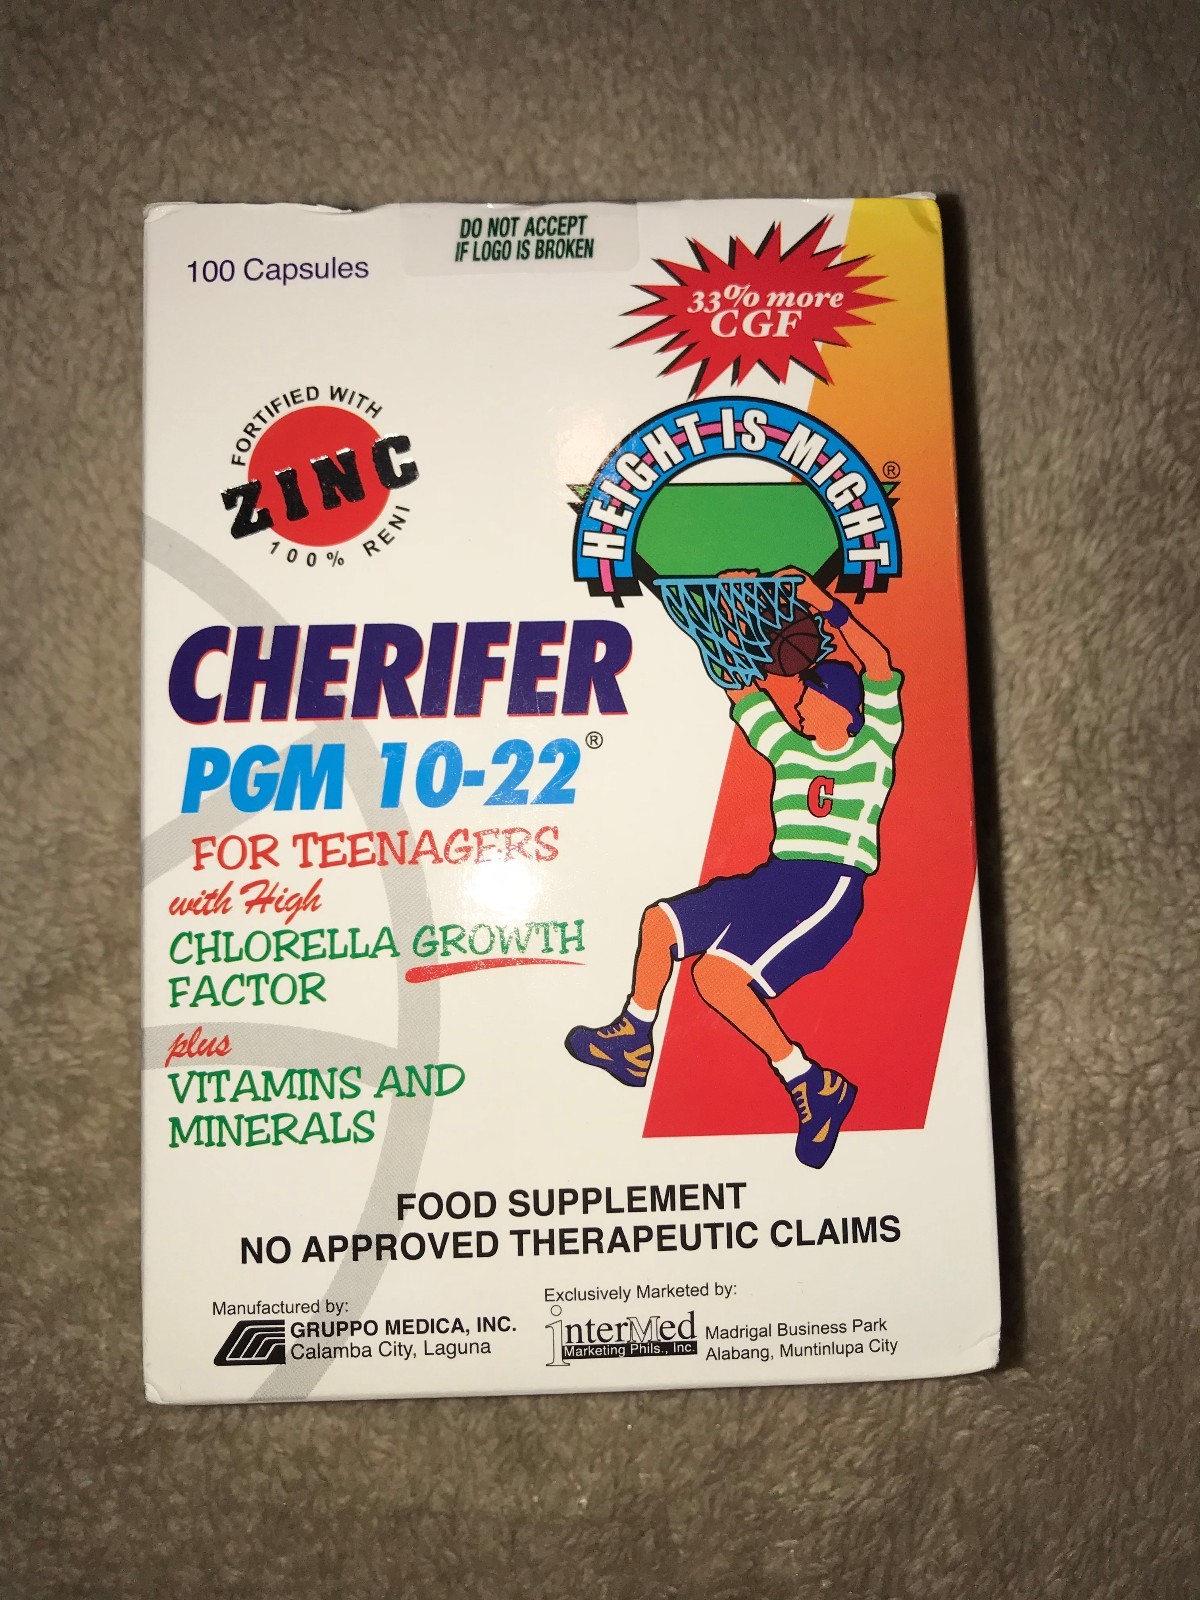 DO NOT ACCEPT
IF LOGO IS BROKEN
100 Capsules
33% more
CGF
FORTIFIED WITH
ZINC
100% RENI
HEIGHT IS MIGHT®
CHERIFER
PGM 10-22®
FOR TEENAGERS
with High
CHLORELLA GROWTH
FACTOR
plus
VITAMINS AND
MINERALS
C
FOOD SUPPLEMENT
NO APPROVED THERAPEUTIC CLAIMS
Manufactured by:
GRUPPO MEDICA, INC.
Calamba City, Laguna
Exclusively Marketed by:
interMed
Marketing Phils., Inc.
Madrigal Business Park
Alabang, Muntinlupa City